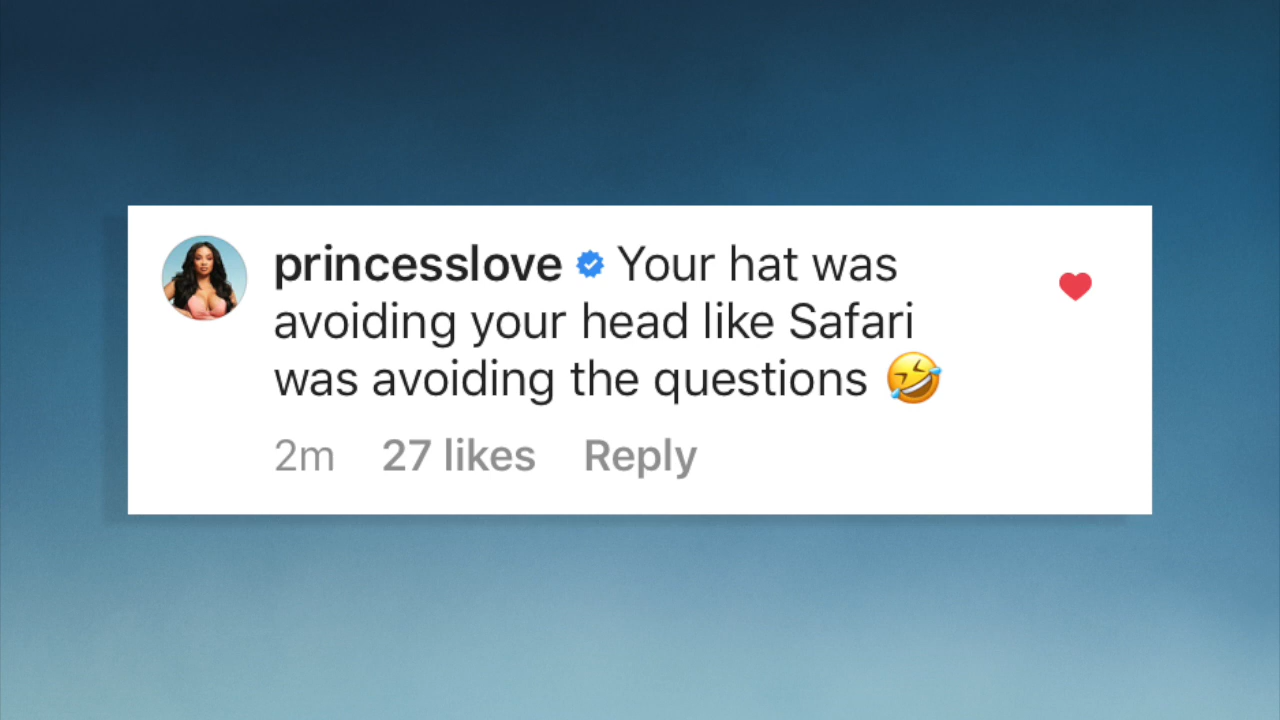 princesslove Your hat was
avoiding your head like Safari
was avoiding the questions 🤣
2m 27 likes Reply